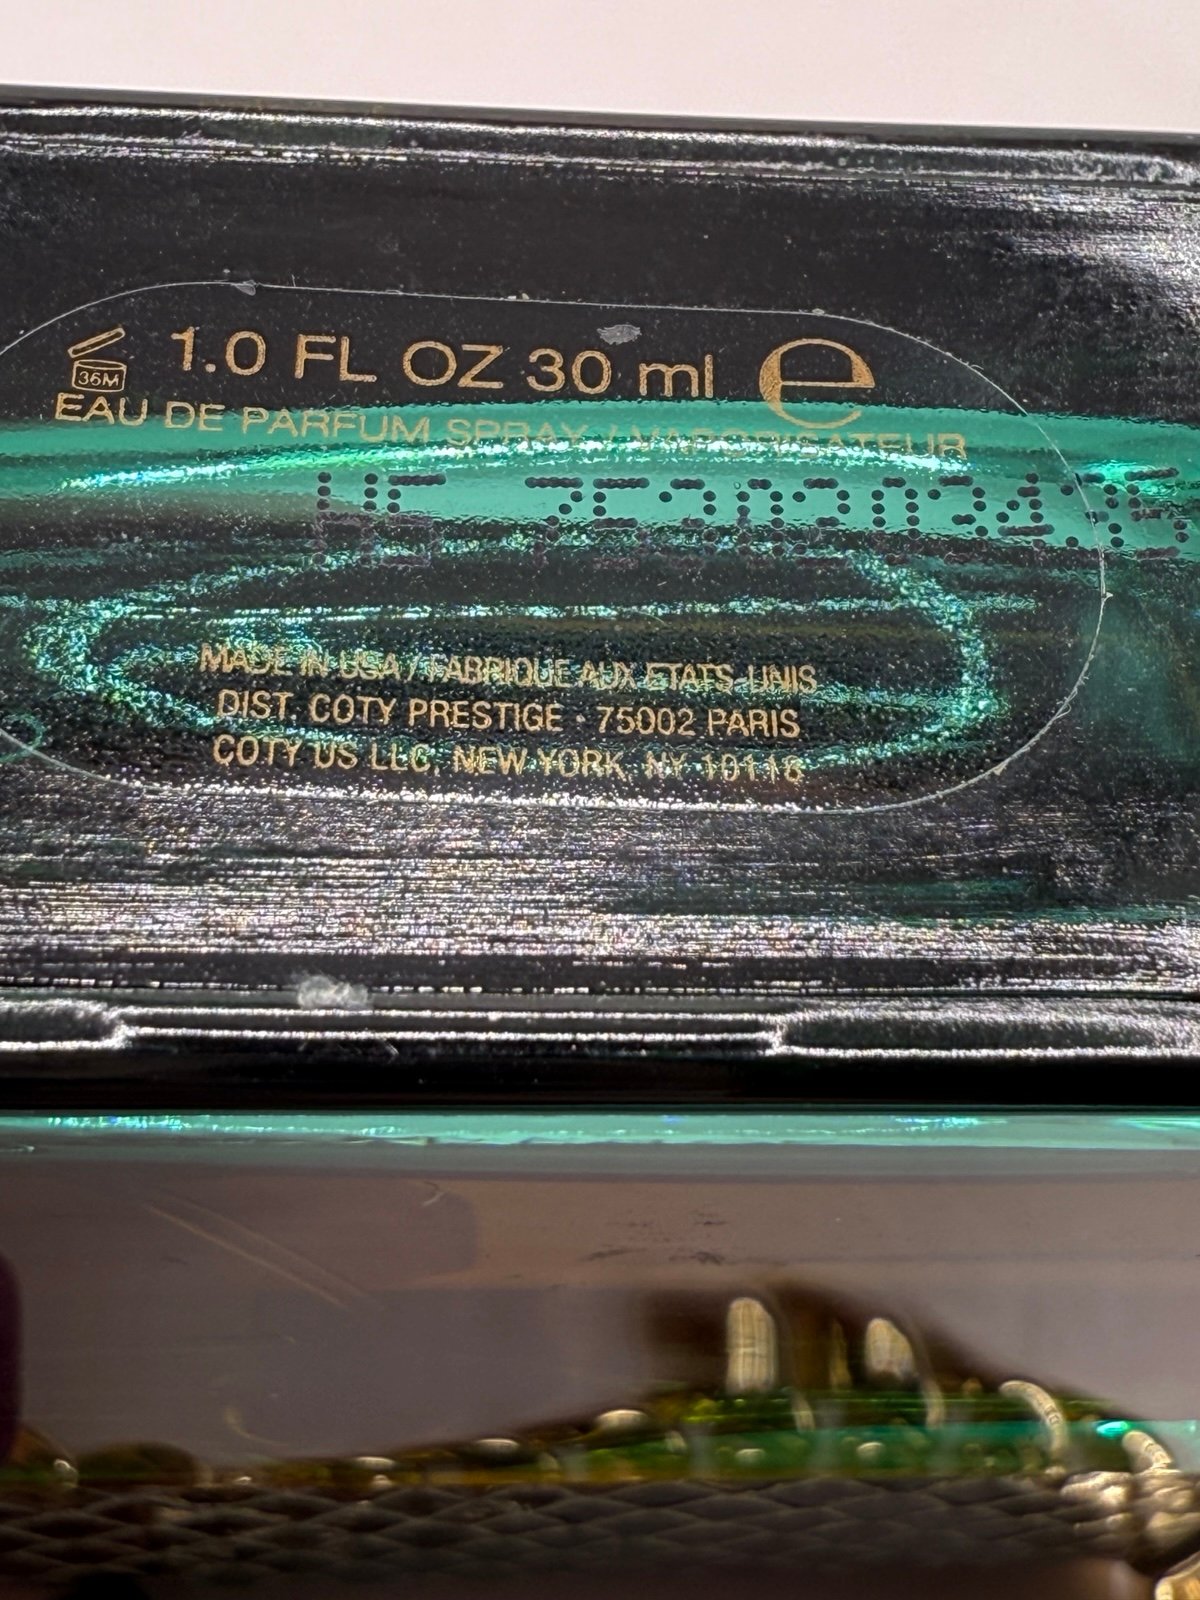 36M
1.0 FL OZ 30 ml e
EAU DE PARFUM SPRAY / VAPORISATEUR
MADE IN USA / FABRIQUE AUX ETATS-UNIS
DIST. COTY PRESTIGE · 75002 PARIS
COTY US LLC, NEW YORK, NY 10118